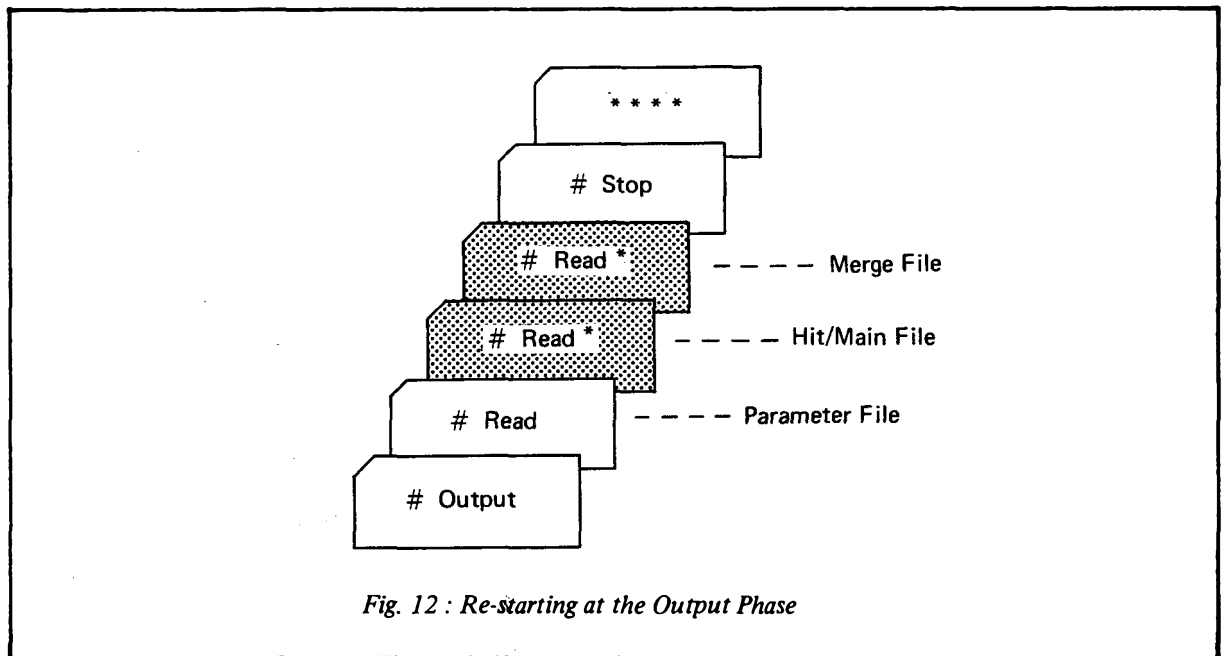 * * * *
# Stop
# Read * – – – – Merge File
# Read * – – – – Hit/Main File
# Read – – – – Parameter File
# Output
Fig. 12 : Re-starting at the Output Phase